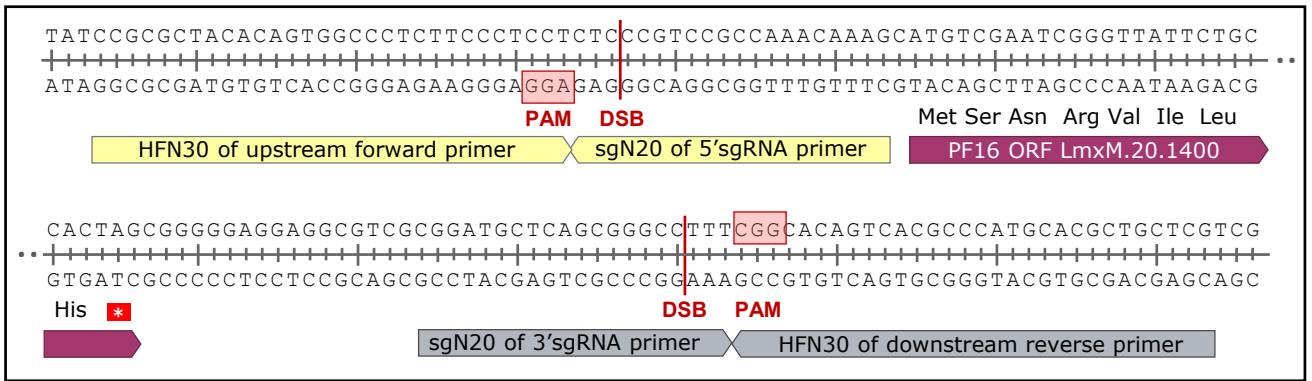 TATCCGCGCTACACAGTGGCCCTCTTCCCTCCTCTCCCGTCCGCCAAACAAAGCATGTCGAATCGGGTTATTCTGC
ATAGGCGCGATGTGTCACCGGGAGAAGGGAGGAGAGGGCAGGCGGTTTGTTTCGTACAGCTTAGCCCAATAAGACG
PAM DSB Met Ser Asn Arg Val Ile Leu
HFN30 of upstream forward primer sgN20 of 5'sgRNA primer PF16 ORF LmxM.20.1400
CACTAGCGGGGGAGGAGGCGTCGCGGATGCTCAGCGGGCCTTTCGGCACAGTCACGCCCATGCACGCTGCTCGTCG
GTGATCGCCCCCTCCTCCGCAGCGCCTACGAGTCGCCCGGAAAGCCGTGTCAGTGCGGGTACGTGCGACGAGCAGC
His * DSB PAM
sgN20 of 3'sgRNA primer HFN30 of downstream reverse primer